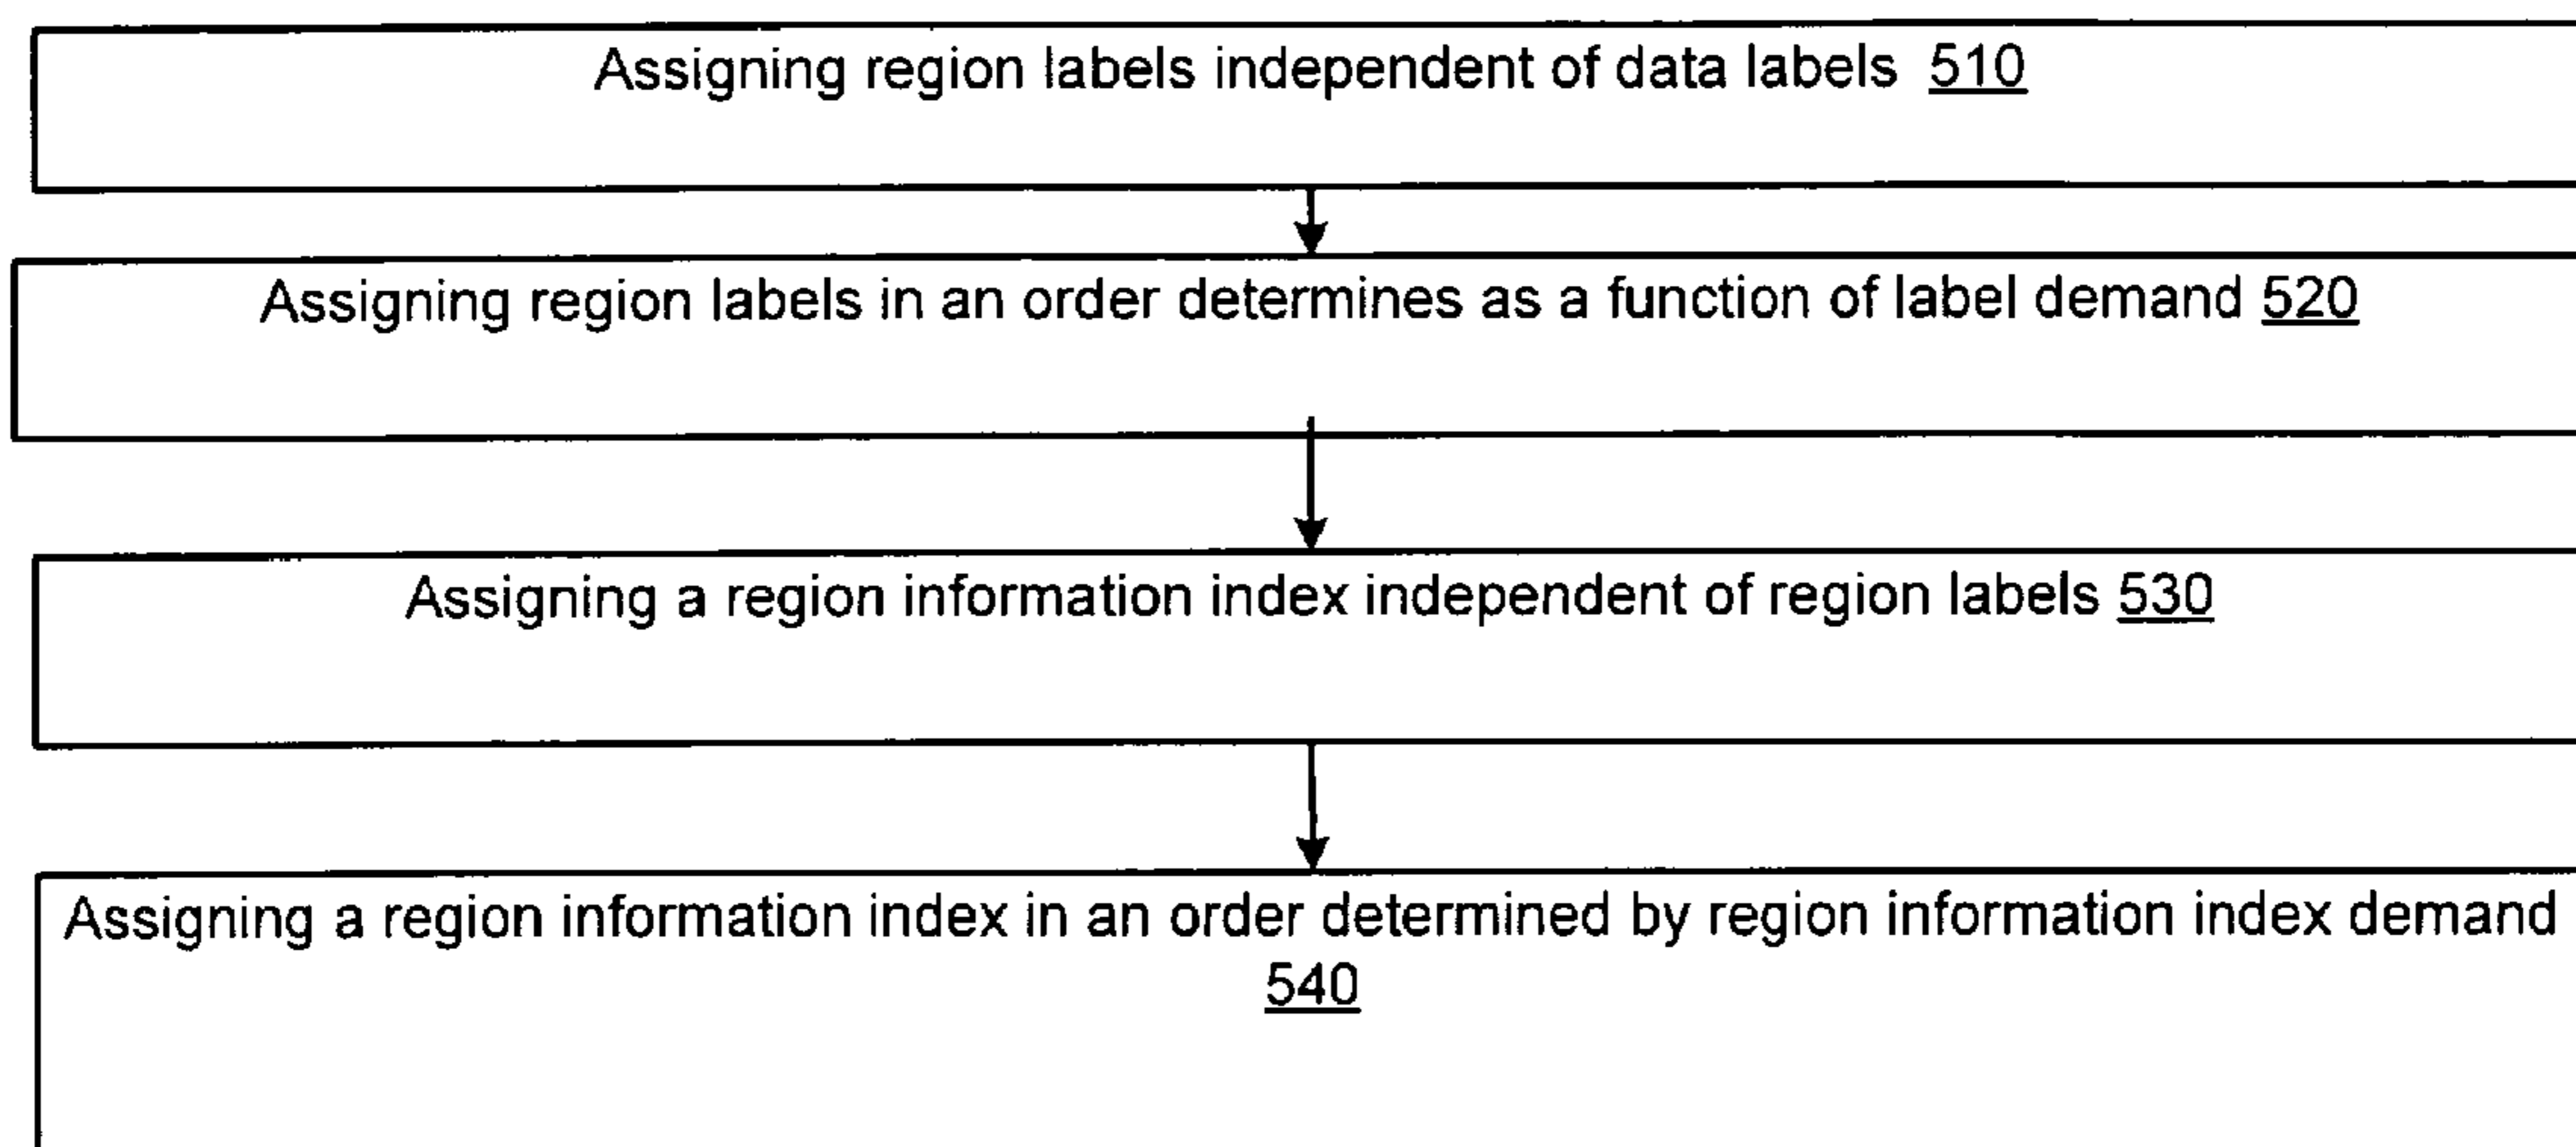 Assigning region labels independent of data labels 510
Assigning region labels in an order determines as a function of label demand 520
Assigning a region information index independent of region labels 530
Assigning a region information index in an order determined by region information index demand
540